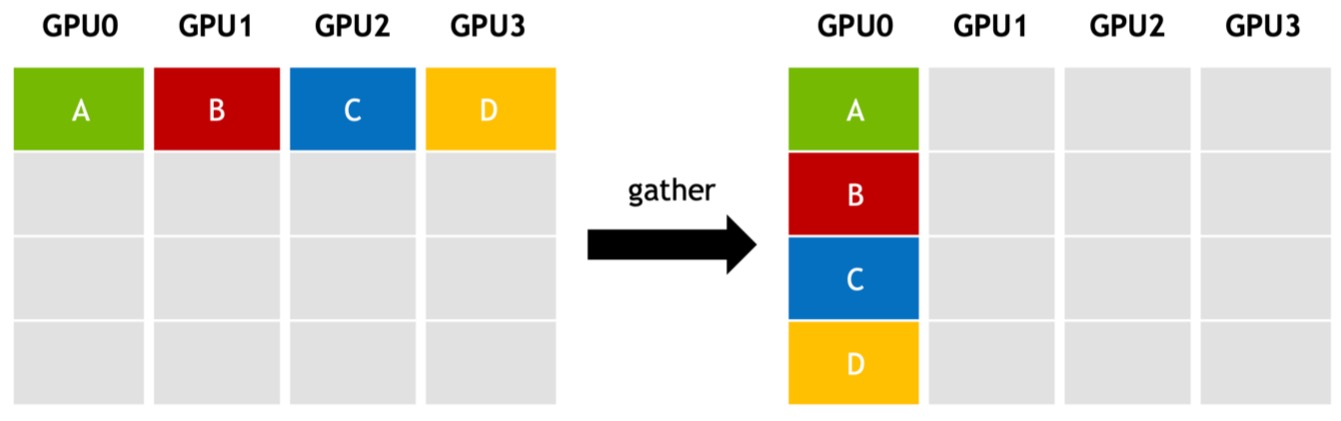 GPU0 GPU1 GPU2 GPU3
A B C D
gather
GPU0 GPU1 GPU2 GPU3
A
B
C
D